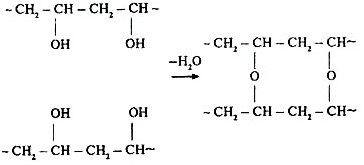 ~CH₂ – CH – CH₂ – CH~
OH OH
–H₂O
OH OH
~CH₂ – CH – CH₂ – CH~
~CH₂ – CH – CH₂ – CH~
O O
~CH₂ – CH – CH₂ – CH~